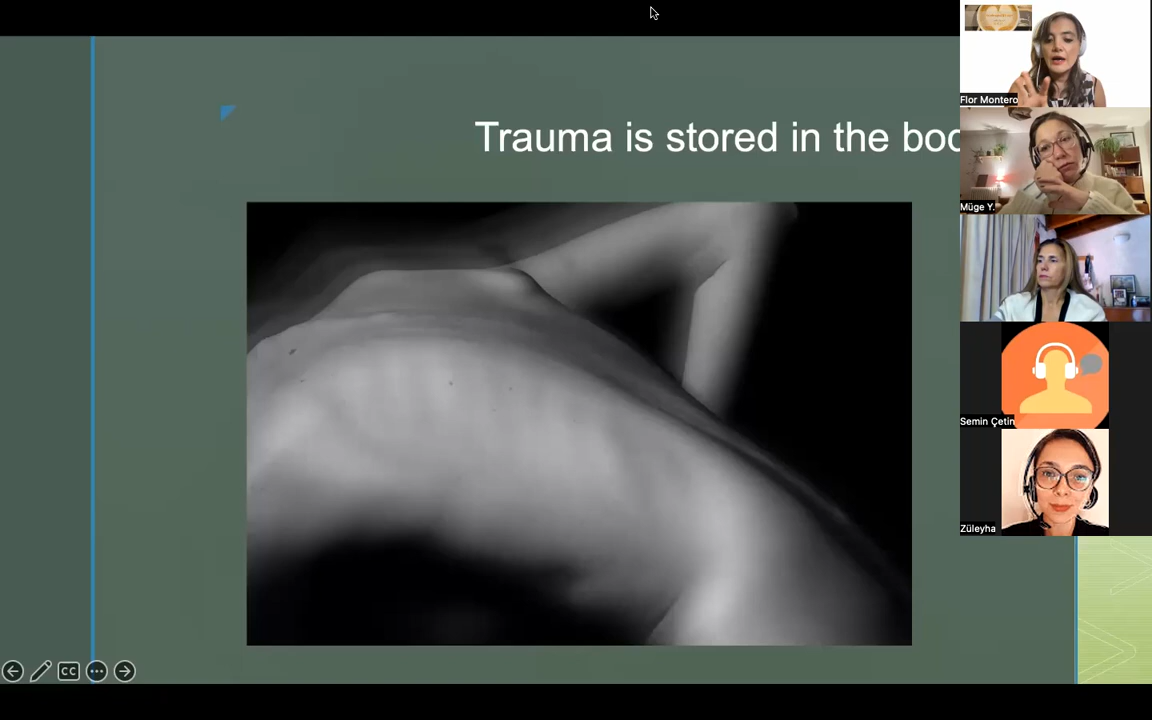 Trauma is stored in the boc
Flor Montero
Müge Y.
Semin Çetin
Züleyha
CC